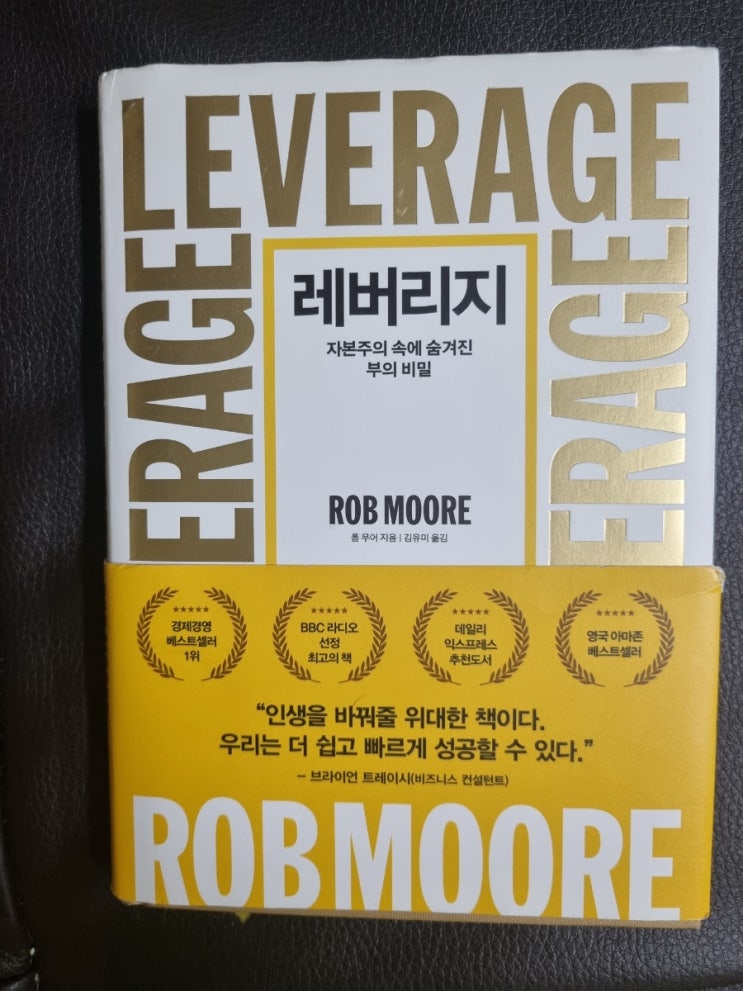 LEVERAGE
ERAGE
ERAGE
레버리지
자본주의 속에 숨겨진
부의 비밀
ROB MOORE
롭 무어 지음 | 김유미 옮김
★★★★★
경제경영
베스트셀러
1위
★★★★★
BBC 라디오
선정
최고의 책
★★★★★
데일리
익스프레스
추천도서
★★★★★
영국 아마존
베스트셀러
“인생을 바꿔줄 위대한 책이다.
우리는 더 쉽고 빠르게 성공할 수 있다.”
– 브라이언 트레이시(비즈니스 컨설턴트)
ROB MOORE